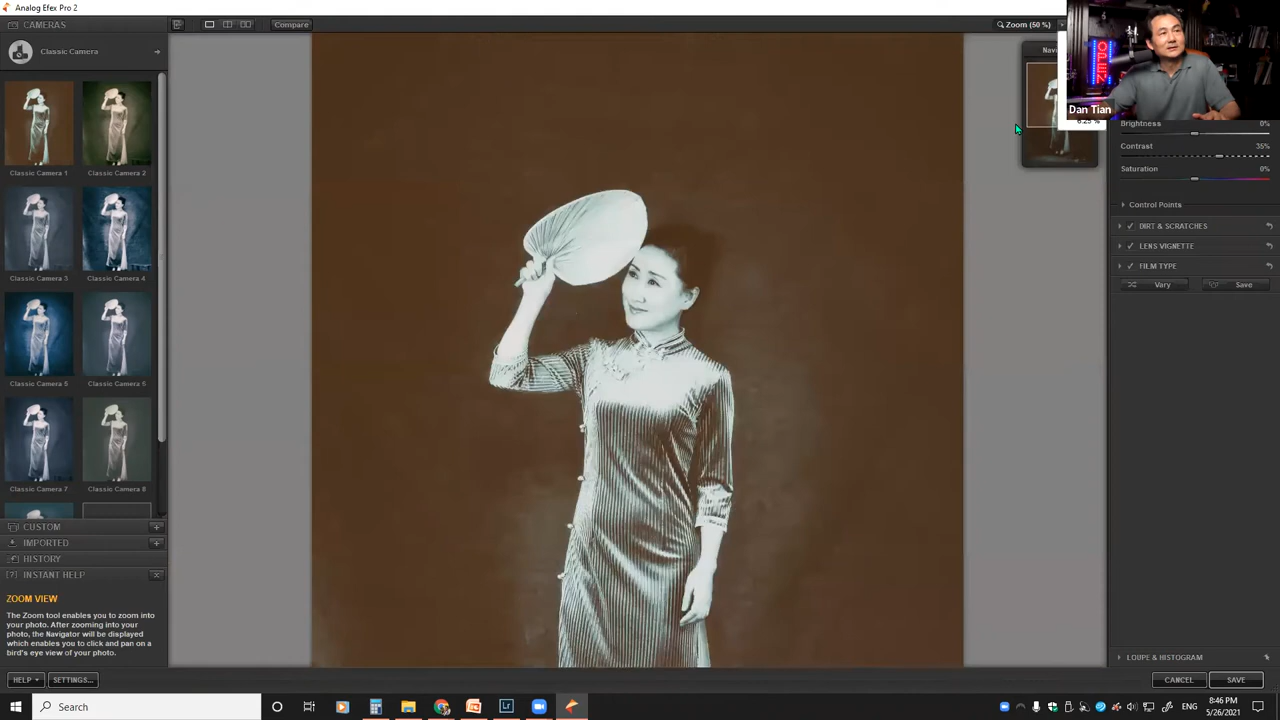 Analog Efex Pro 2
CAMERAS
Compare
Zoom (50 %)
Classic Camera
OPEN
Dan Tian
Brightness 0%
Contrast 35%
Saturation 0%
Control Points
DIRT & SCRATCHES
LENS VIGNETTE
FILM TYPE
Vary
Save
Classic Camera 1
Classic Camera 2
Classic Camera 3
Classic Camera 4
Classic Camera 5
Classic Camera 6
Classic Camera 7
Classic Camera 8
CUSTOM
IMPORTED
HISTORY
INSTANT HELP
ZOOM VIEW
The Zoom tool enables you to zoom into
your photo. After zooming into your
photo, the Navigator will be displayed
which enables you to click and pan on a
bird's eye view of your photo.
LOUPE & HISTOGRAM
HELP
SETTINGS...
CANCEL
SAVE
Search
Lr
ENG
8:46 PM
5/26/2021